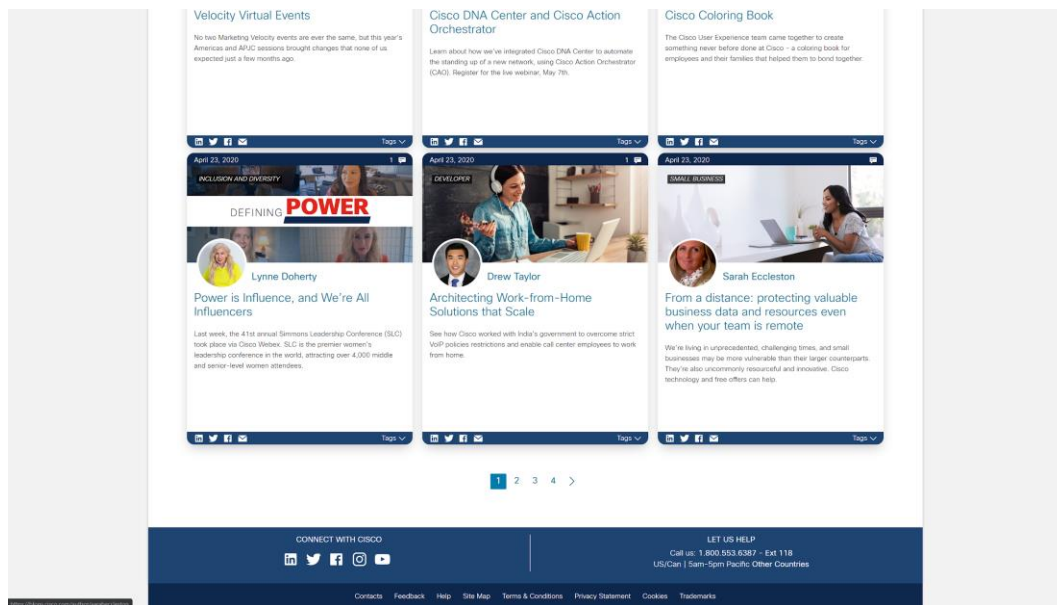 Velocity Virtual Events
No two Marketing Velocity events are ever the same, but this year's
Americas and APJC sessions brought changes that none of us
expected just a few months ago.
Tags
Cisco DNA Center and Cisco Action
Orchestrator
Learn about how we've integrated Cisco DNA Center to automate
the standing up of a new network, using Cisco Action Orchestrator
(CAO). Register for the live webinar, May 7th.
Tags
Cisco Coloring Book
The Cisco User Experience team came together to create
something never before done at Cisco – a coloring book for
employees and their families that helped them to bond together.
Tags
April 23, 2020 1
INCLUSION AND DIVERSITY
DEFINING POWER
Lynne Doherty
Power is Influence, and We're All
Influencers
Last week, the 41st annual Simmons Leadership Conference (SLC)
took place via Cisco Webex. SLC is the premier women's
leadership conference in the world, attracting over 4,000 middle
and senior-level women attendees.
Tags
April 23, 2020 1
DEVELOPER
Drew Taylor
Architecting Work-from-Home
Solutions that Scale
See how Cisco worked with India's government to overcome strict
VoIP policies restrictions and enable call center employees to work
from home.
Tags
April 23, 2020
SMALL BUSINESS
Sarah Eccleston
From a distance: protecting valuable
business data and resources even
when your team is remote
We're living in unprecedented, challenging times, and small
businesses may be more vulnerable than their larger counterparts.
They're also uncommonly resourceful and innovative. Cisco
technology and free offers can help.
Tags
1 2 3 4
CONNECT WITH CISCO
LET US HELP
Call us: 1.800.553.6387 - Ext 118
US/Can | 5am-5pm Pacific Other Countries
Contacts Feedback Help Site Map Terms & Conditions Privacy Statement Cookies Trademarks